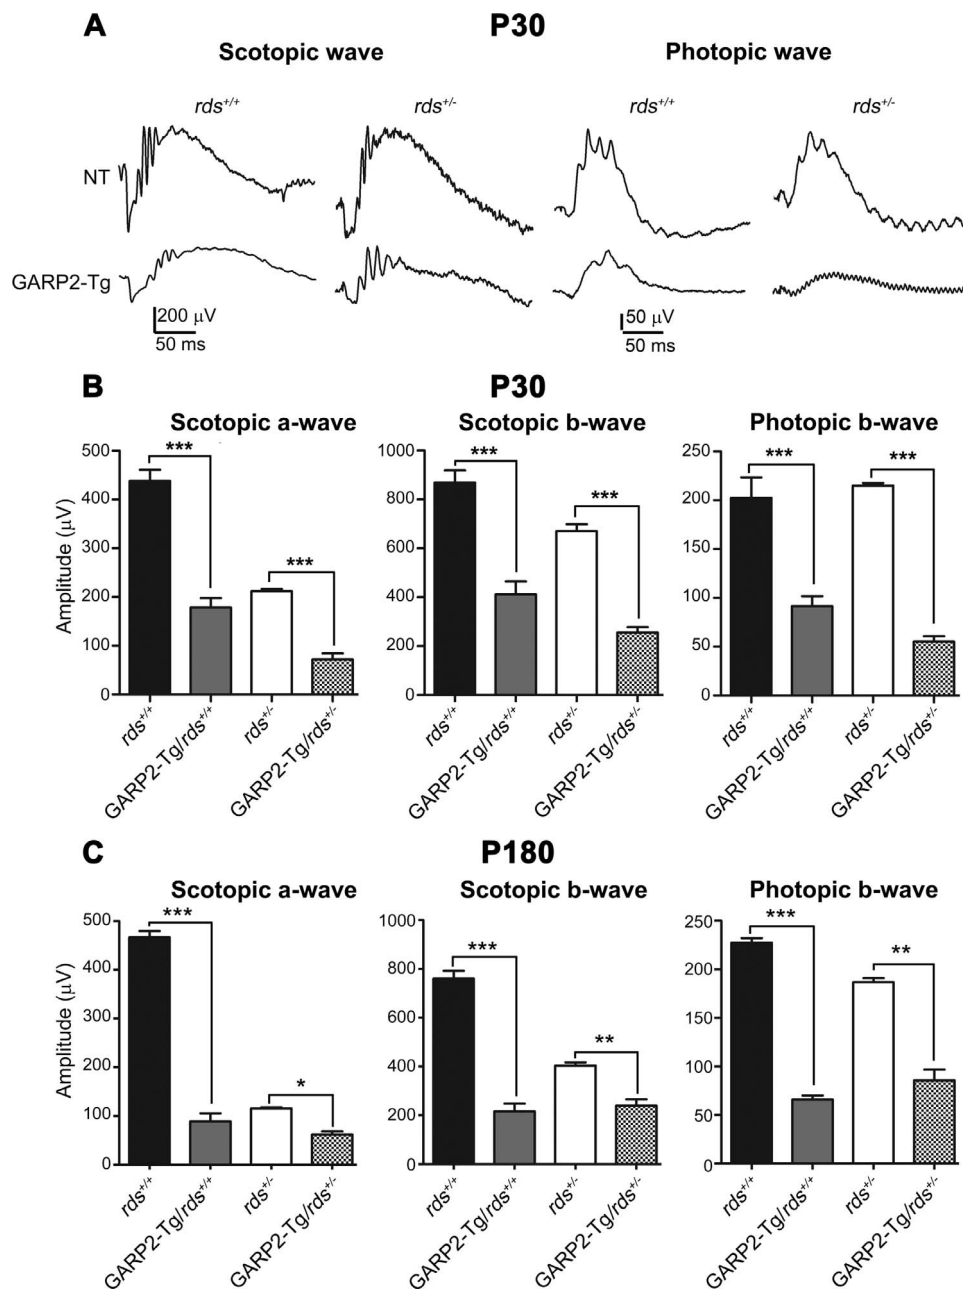 A P30
Scotopic wave Photopic wave
rds+/+ rds+/- rds+/+ rds+/-
NT
GARP2-Tg
200 μV 50 μV
50 ms 50 ms
B P30
Scotopic a-wave Scotopic b-wave Photopic b-wave
Amplitude (μV)
500
400
300
200
100
0
*** ***
rds+/+ GARP2-Tg/rds+/+ rds+/- GARP2-Tg/rds+/-
1000
800
600
400
200
0
*** ***
rds+/+ GARP2-Tg/rds+/+ rds+/- GARP2-Tg/rds+/-
250
200
150
100
50
0
*** ***
rds+/+ GARP2-Tg/rds+/+ rds+/- GARP2-Tg/rds+/-
C P180
Scotopic a-wave Scotopic b-wave Photopic b-wave
Amplitude (μV)
500
400
300
200
100
0
*** *
rds+/+ GARP2-Tg/rds+/+ rds+/- GARP2-Tg/rds+/-
1000
800
600
400
200
0
*** **
rds+/+ GARP2-Tg/rds+/+ rds+/- GARP2-Tg/rds+/-
250
200
150
100
50
0
*** **
rds+/+ GARP2-Tg/rds+/+ rds+/- GARP2-Tg/rds+/-